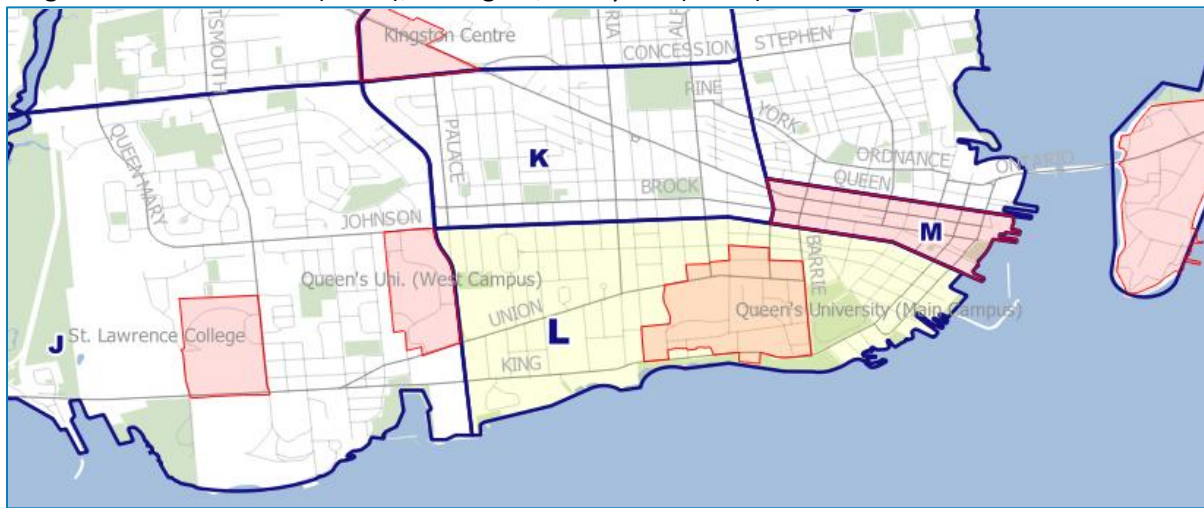 Kingston Centre
CONCESSION
STEPHEN
PINE
YORK
ORDNANCE
ONTARIO
QUEEN
QUEEN MARY
PALACE
K
BROCK
JOHNSON
M
BARRIE
Queen's Uni. (West Campus)
UNION
Queen's University (Main Campus)
L
St. Lawrence College
J
KING